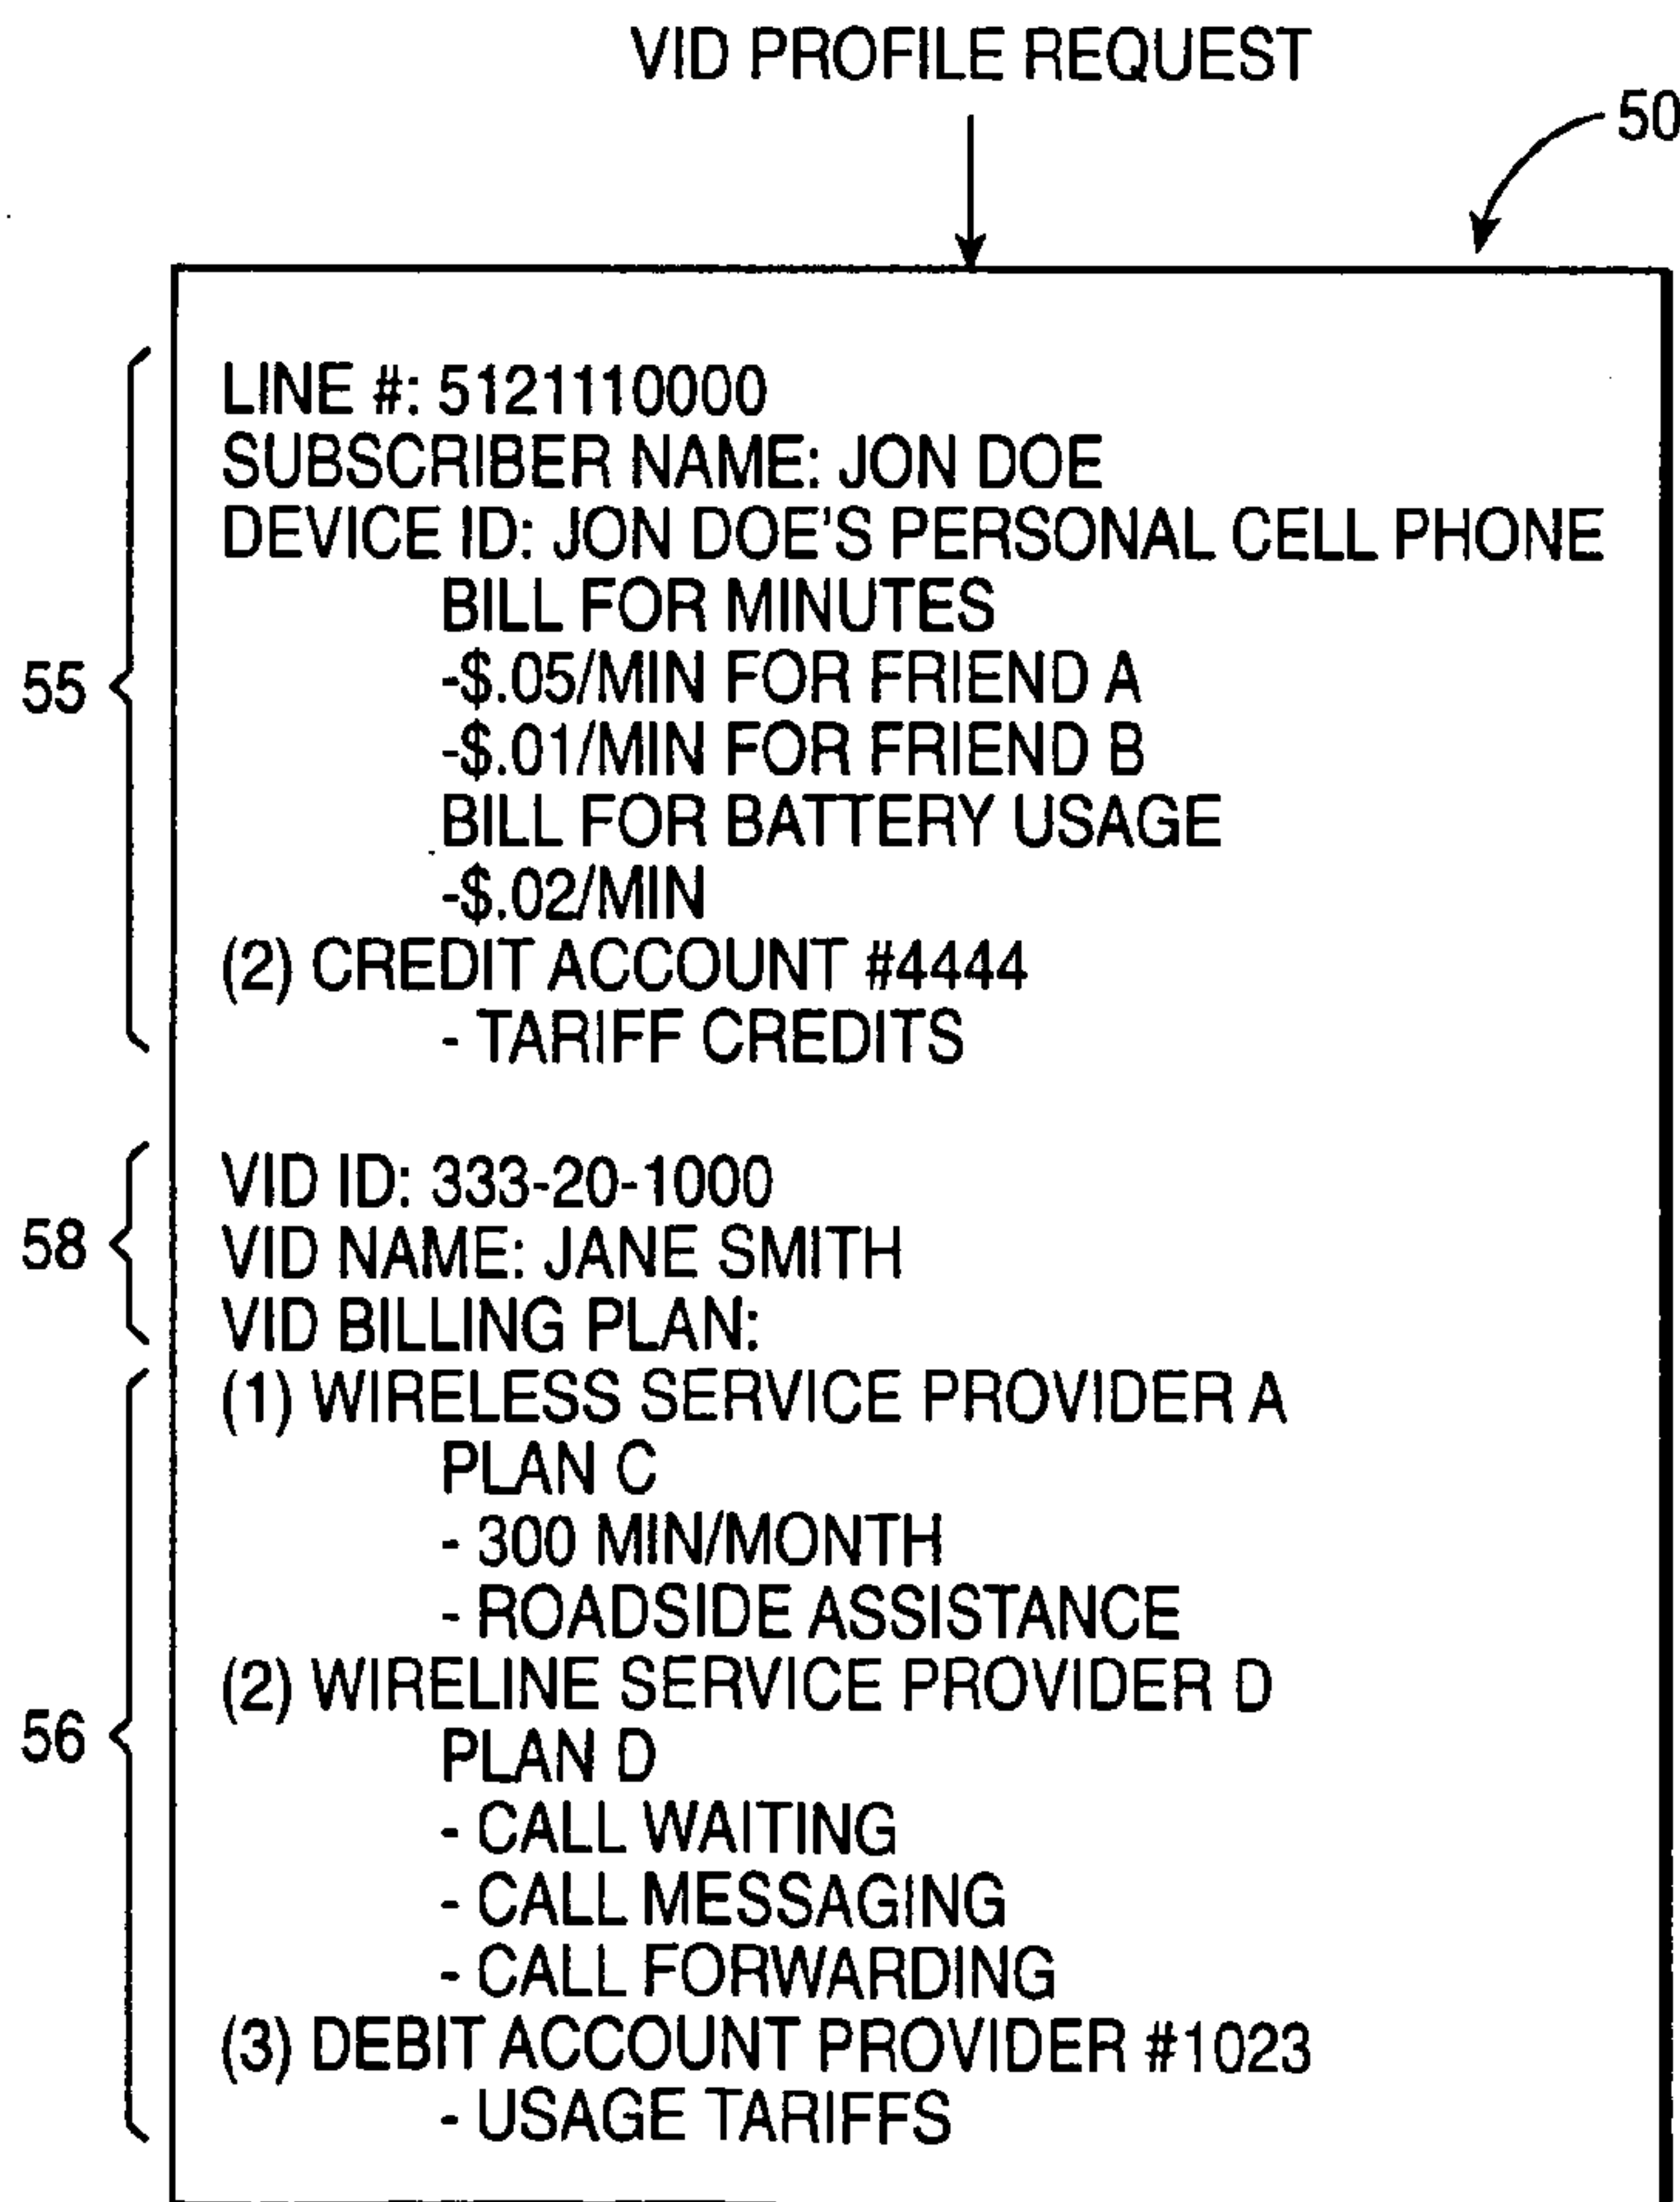 VID PROFILE REQUEST
50
55
LINE #: 5121110000
SUBSCRIBER NAME: JON DOE
DEVICE ID: JON DOE'S PERSONAL CELL PHONE
BILL FOR MINUTES
-$.05/MIN FOR FRIEND A
-$.01/MIN FOR FRIEND B
BILL FOR BATTERY USAGE
-$.02/MIN
(2) CREDIT ACCOUNT #4444
- TARIFF CREDITS
58
VID ID: 333-20-1000
VID NAME: JANE SMITH
VID BILLING PLAN:
56
(1) WIRELESS SERVICE PROVIDER A
PLAN C
- 300 MIN/MONTH
- ROADSIDE ASSISTANCE
(2) WIRELINE SERVICE PROVIDER D
PLAN D
- CALL WAITING
- CALL MESSAGING
- CALL FORWARDING
(3) DEBIT ACCOUNT PROVIDER #1023
- USAGE TARIFFS